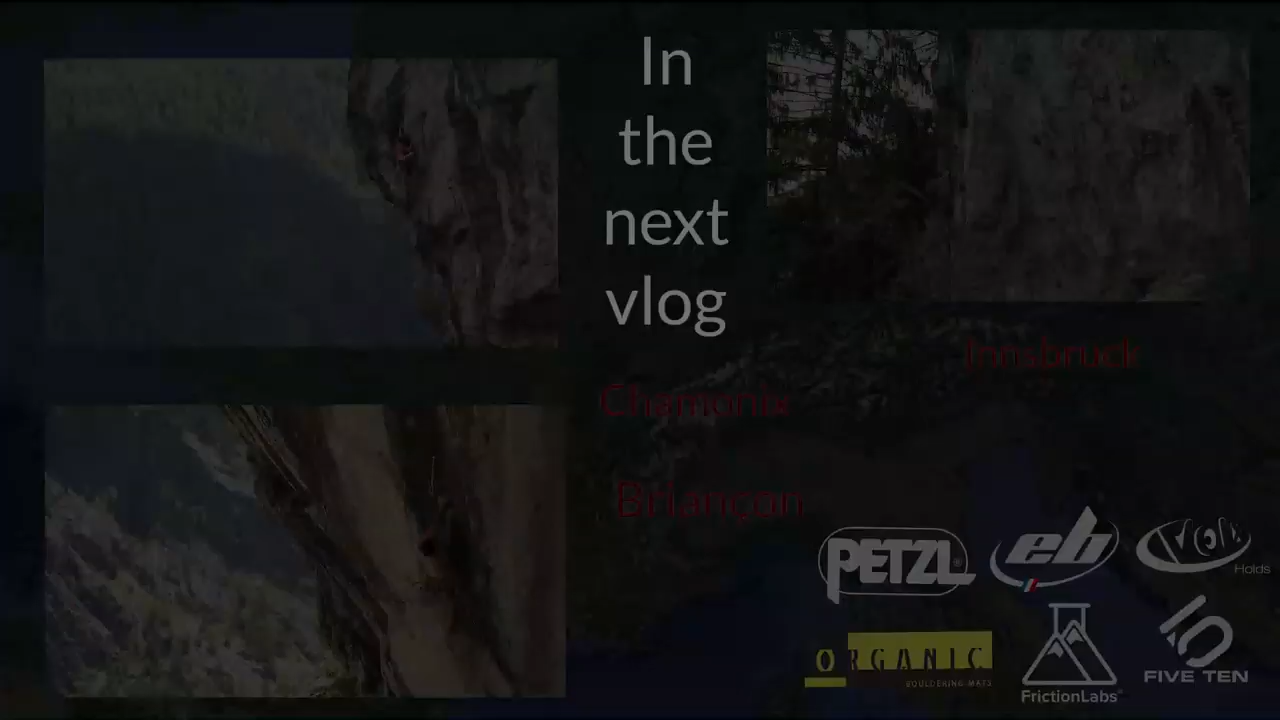 In
the
next
vlog
Innsbruck
Chamonix
Briançon
PETZL®
eb
Volx
Holds
ORGANIC
BOULDERING MATS
FrictionLabs
FIVE TEN